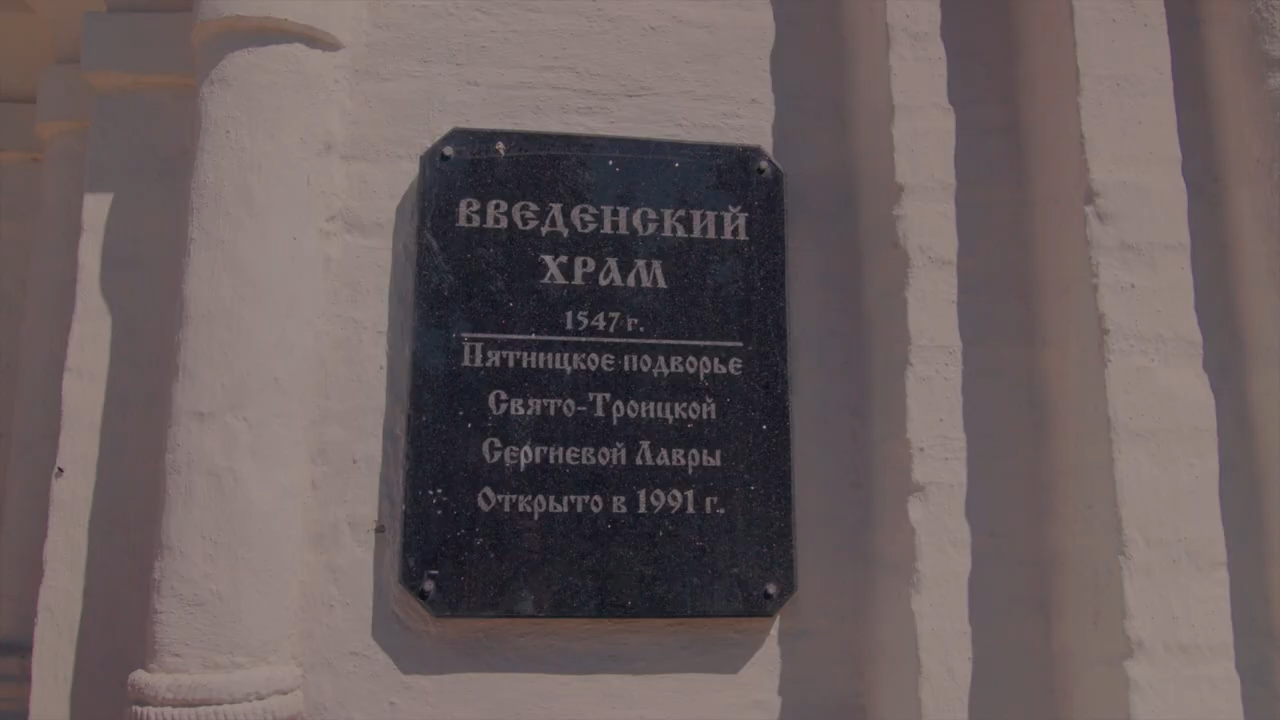 ВВЕДЕНСКИЙ
ХРАМ
1547 г.
Пятницкое подворье
Свято-Троицкой
Сергиевой Лавры
Открыто в 1991 г.